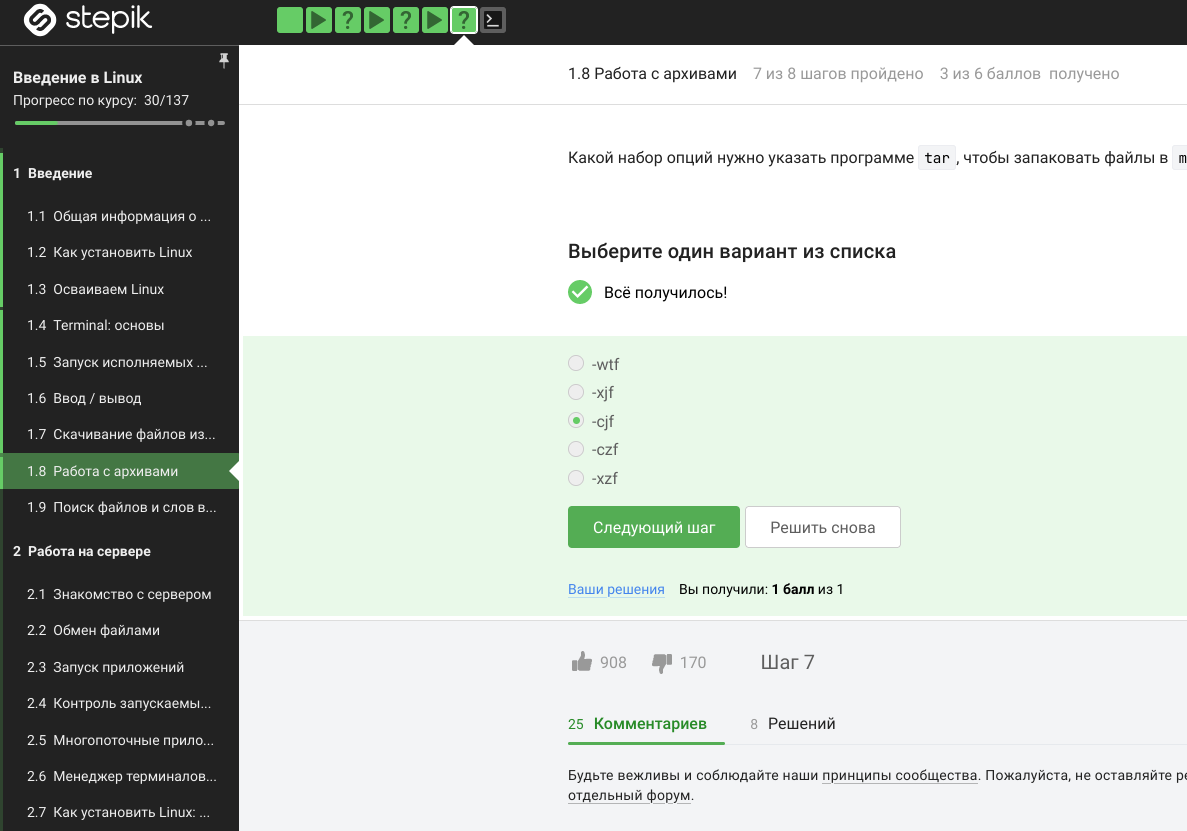 stepik
Введение в Linux
Прогресс по курсу: 30/137
1 Введение
1.1 Общая информация о ...
1.2 Как установить Linux
1.3 Осваиваем Linux
1.4 Terminal: основы
1.5 Запуск исполняемых ...
1.6 Ввод / вывод
1.7 Скачивание файлов из...
1.8 Работа с архивами
1.9 Поиск файлов и слов в...
2 Работа на сервере
2.1 Знакомство с сервером
2.2 Обмен файлами
2.3 Запуск приложений
2.4 Контроль запускаемы...
2.5 Многопоточные прило...
2.6 Менеджер терминалов...
2.7 Как установить Linux: ...
1.8 Работа с архивами 7 из 8 шагов пройдено 3 из 6 баллов получено
Какой набор опций нужно указать программе tar, чтобы запаковать файлы в
Выберите один вариант из списка
Всё получилось!
-wtf
-xjf
-cjf
-czf
-xzf
Следующий шаг Решить снова
Ваши решения Вы получили: 1 балл из 1
908 170 Шаг 7
25 Комментариев 8 Решений
Будьте вежливы и соблюдайте наши принципы сообщества. Пожалуйста, не оставляйте
отдельный форум.